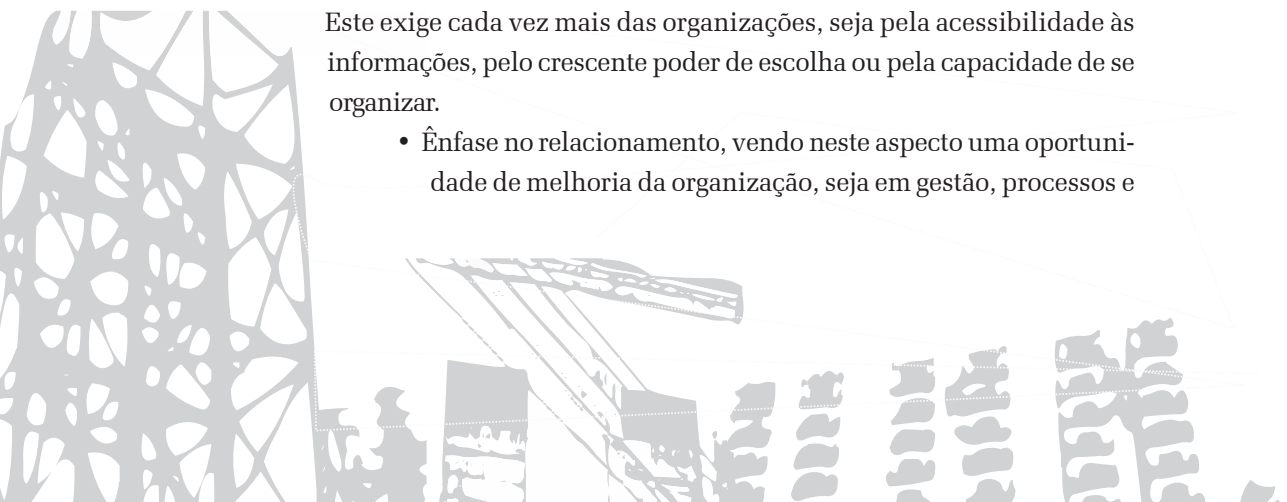 Este exige cada vez mais das organizações, seja pela acessibilidade às
informações, pelo crescente poder de escolha ou pela capacidade de se
organizar.
• Ênfase no relacionamento, vendo neste aspecto uma oportuni-
dade de melhoria da organização, seja em gestão, processos e